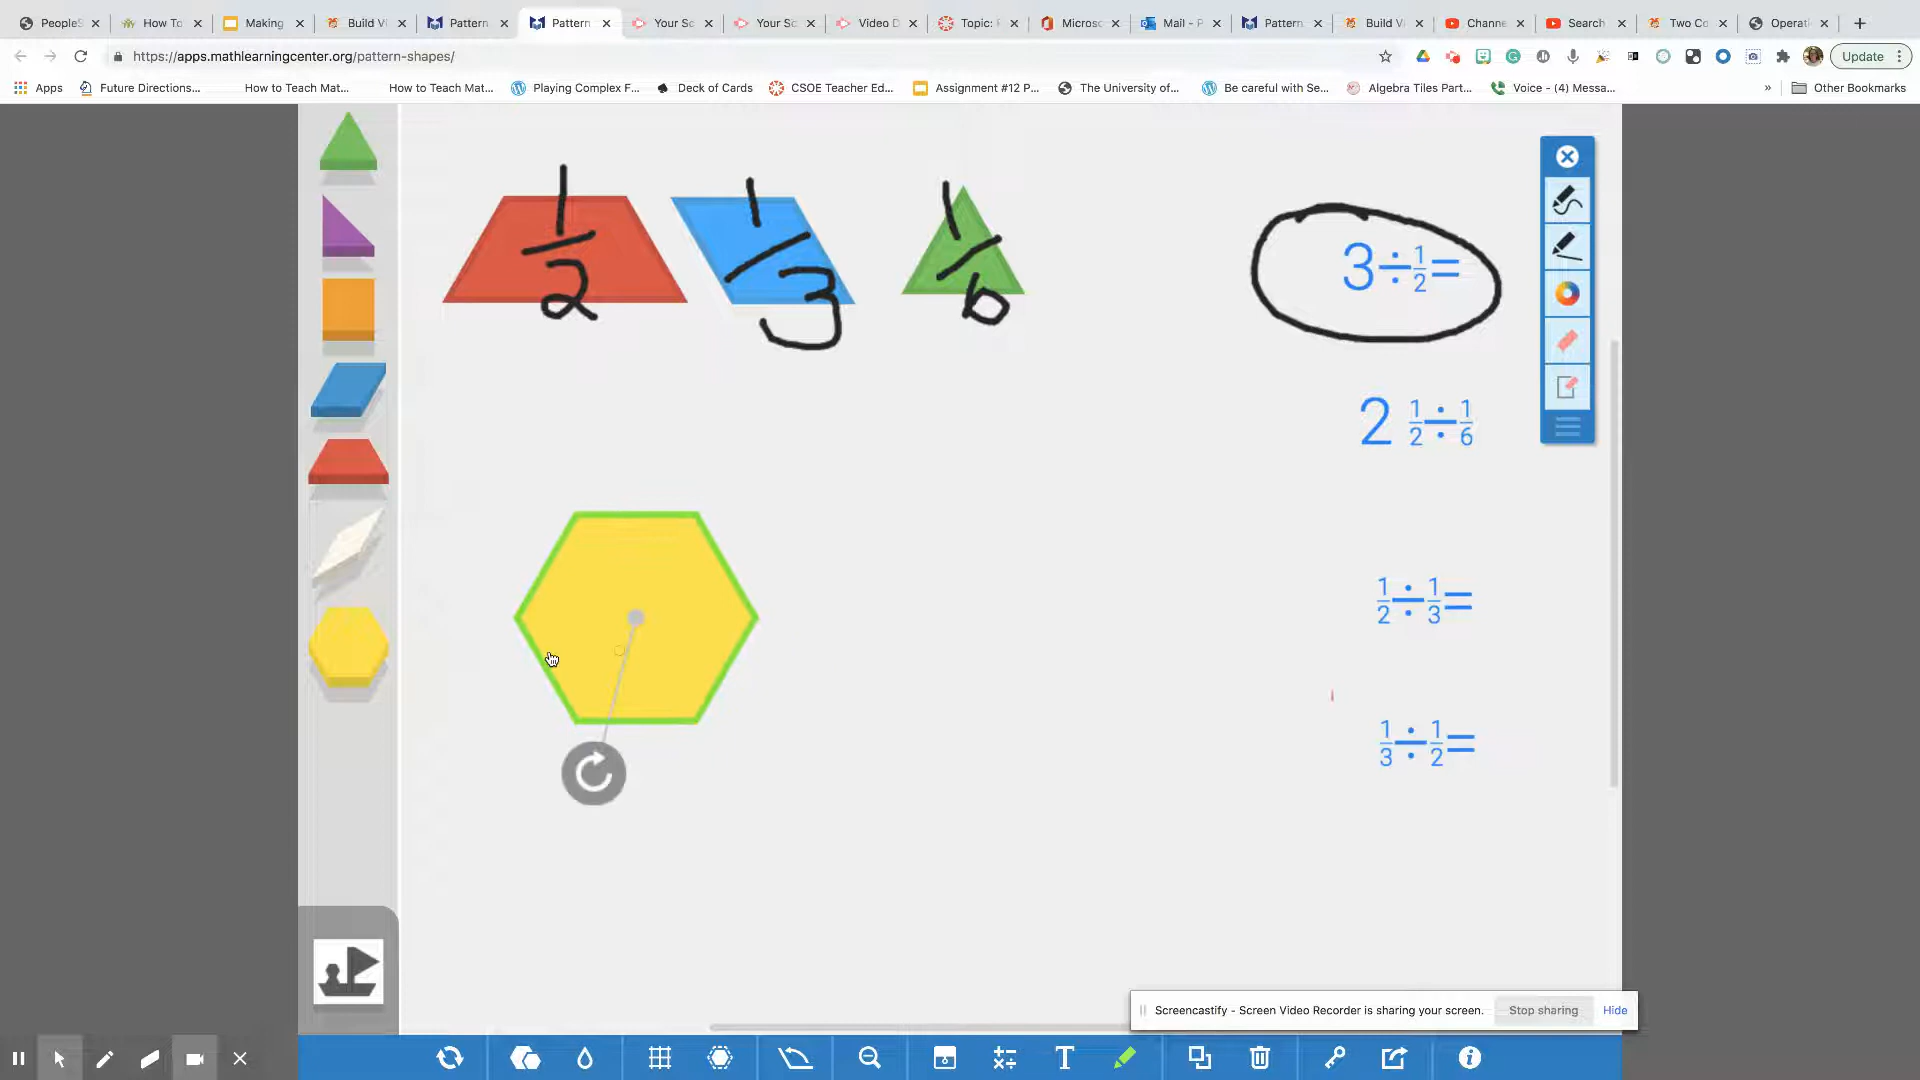 PeopleS
How To
Making
Build Vi
Pattern
Pattern
Your Sc
Your Sc
Video D
Topic: F
Microso
Mail - P
Pattern
Build Vi
Channe
Search
Two Co
Operati
https://apps.mathlearningcenter.org/pattern-shapes/
Update
Apps
Future Directions...
How to Teach Mat...
How to Teach Mat...
Playing Complex F...
Deck of Cards
CSOE Teacher Ed...
Assignment #12 P...
The University of...
Be careful with Se...
Algebra Tiles Part...
Voice - (4) Messa...
»
Other Bookmarks
1/2
1/3
1/6
3÷1/2=
2 1/2÷1/6
1/2÷1/3=
1/3÷1/2=
Screencastify - Screen Video Recorder is sharing your screen.
Stop sharing
Hide
T